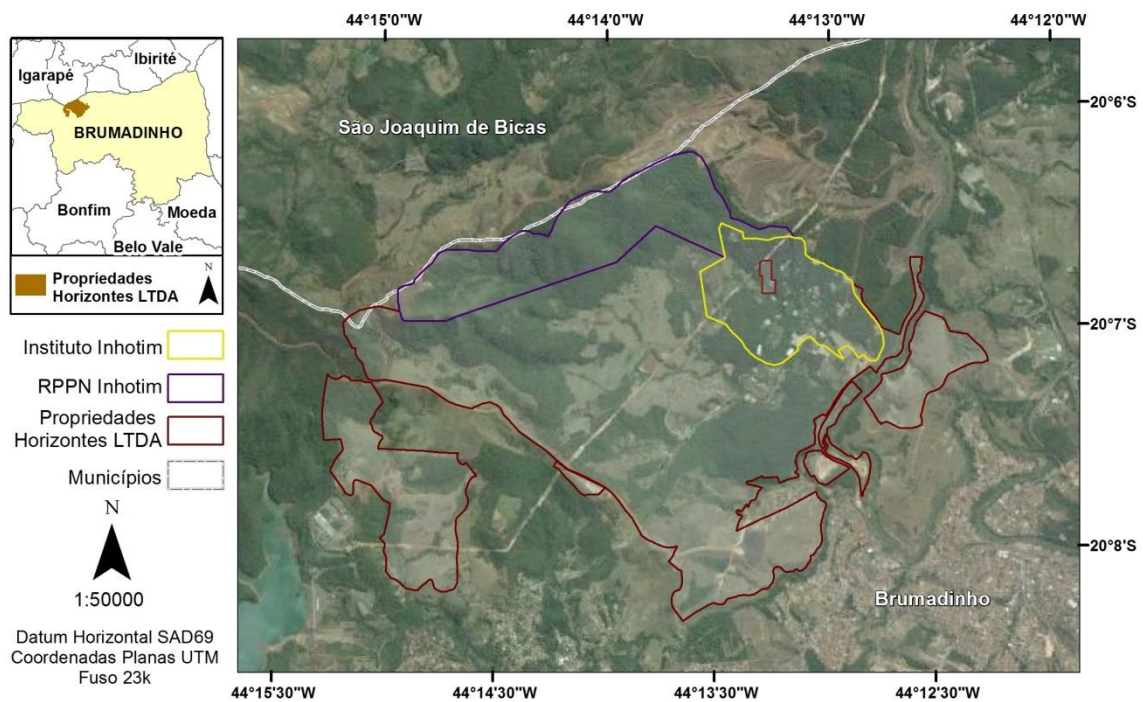 44°15'0"W
44°14'0"W
44°13'0"W
44°12'0"W
Igarapé
Ibirité
BRUMADINHO
Bonfim
Moeda
Belo Vale
Propriedades
Horizontes LTDA
N
Instituto Inhotim
RPPN Inhotim
Propriedades
Horizontes LTDA
Municípios
N
1:50000
Datum Horizontal SAD69
Coordenadas Planas UTM
Fuso 23k
São Joaquim de Bicas
Brumadinho
20°6'S
20°7'S
20°8'S
44°15'30"W
44°14'30"W
44°13'30"W
44°12'30"W